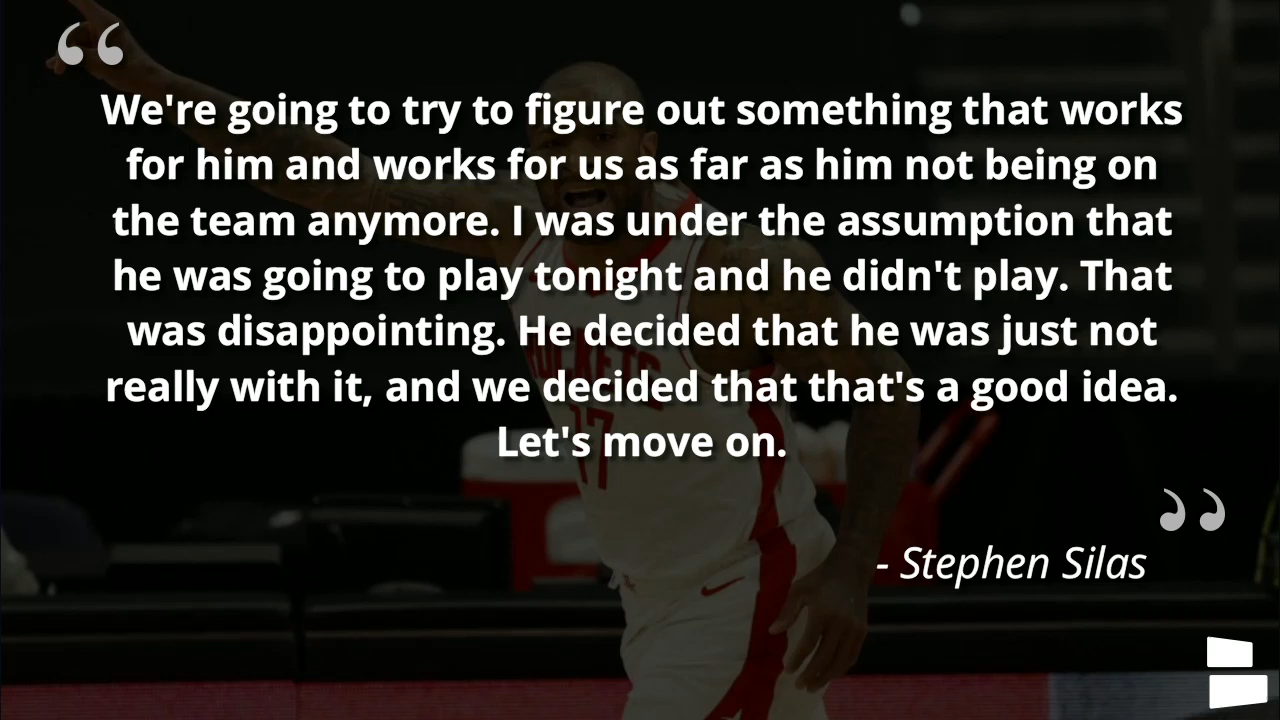 “
We're going to try to figure out something that works
for him and works for us as far as him not being on
the team anymore. I was under the assumption that
he was going to play tonight and he didn't play. That
was disappointing. He decided that he was just not
really with it, and we decided that that's a good idea.
Let's move on.
”
- Stephen Silas
ROCKETS
17